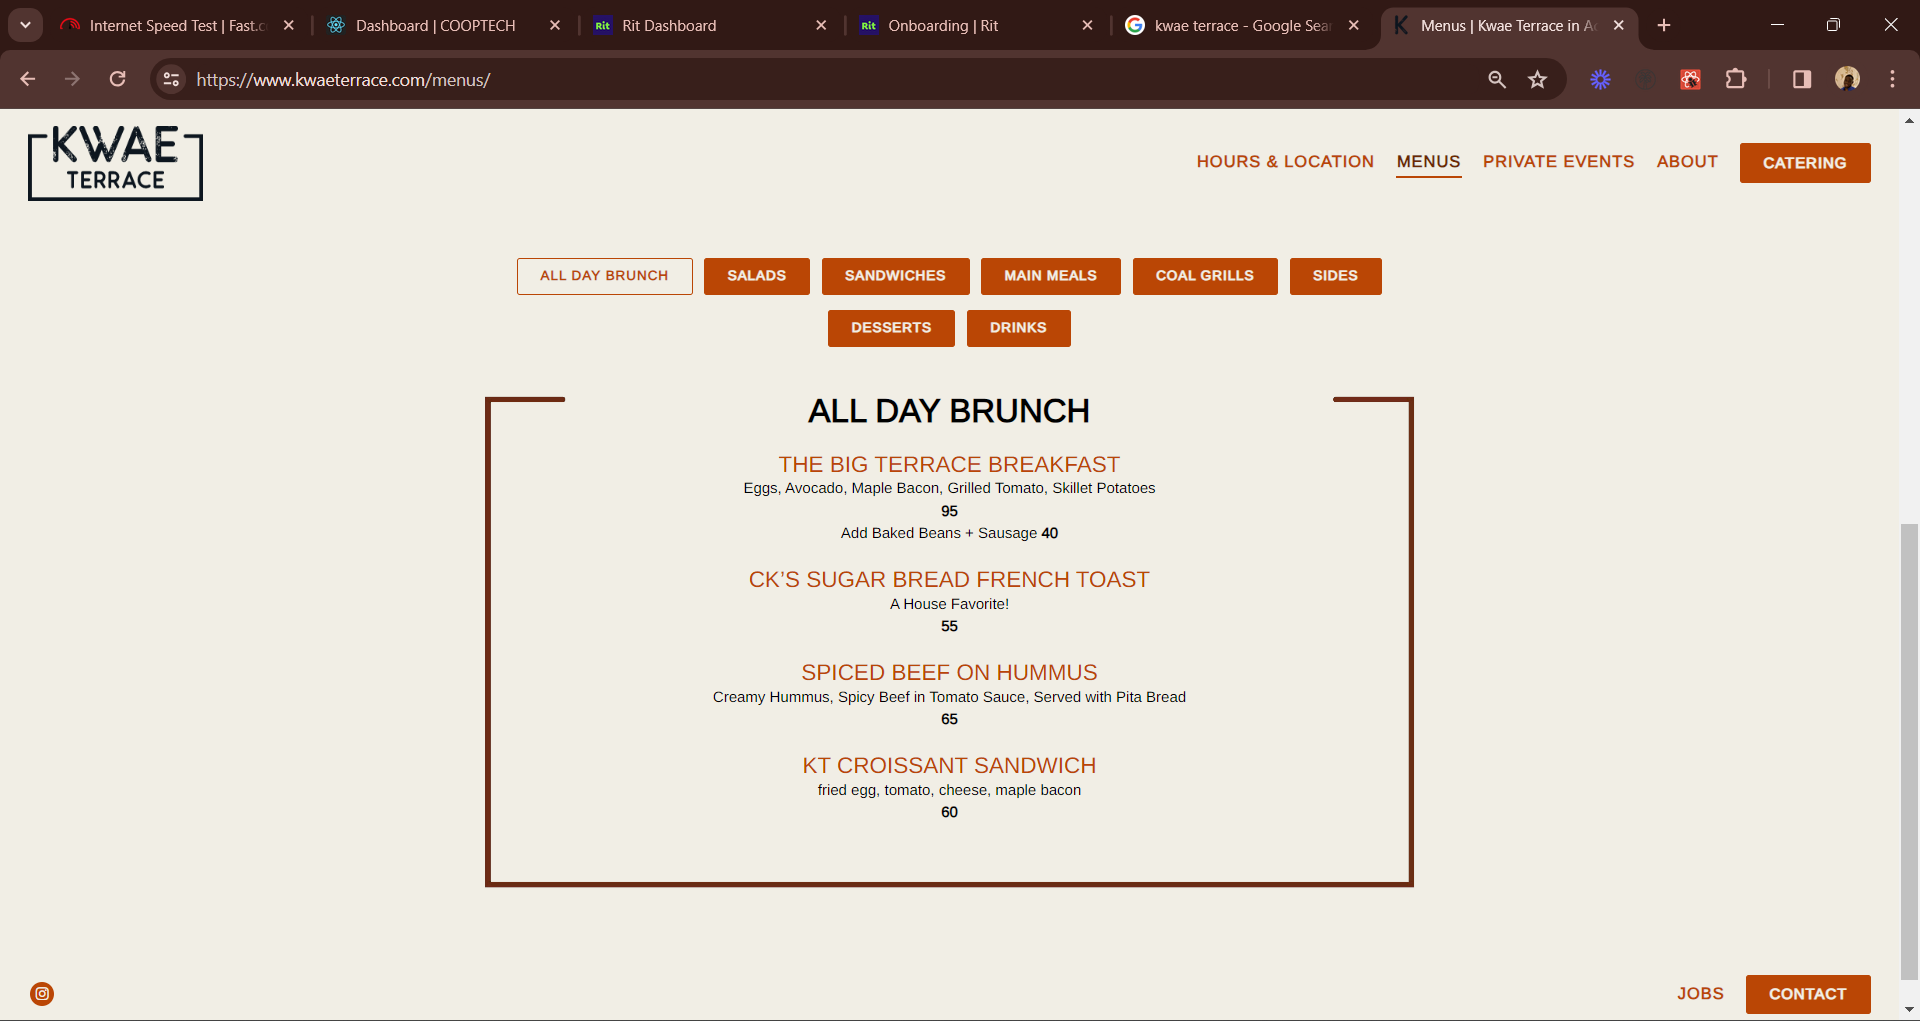 Internet Speed Test | Fast.c
Dashboard | COOPTECH
Rit Rit Dashboard
Rit Onboarding | Rit
kwae terrace - Google Sea
Menus | Kwae Terrace in A
https://www.kwaeterrace.com/menus/
KWAE
TERRACE
HOURS & LOCATION MENUS PRIVATE EVENTS ABOUT CATERING
ALL DAY BRUNCH SALADS SANDWICHES MAIN MEALS COAL GRILLS SIDES
DESSERTS DRINKS
ALL DAY BRUNCH
THE BIG TERRACE BREAKFAST
Eggs, Avocado, Maple Bacon, Grilled Tomato, Skillet Potatoes
95
Add Baked Beans + Sausage 40
CK’S SUGAR BREAD FRENCH TOAST
A House Favorite!
55
SPICED BEEF ON HUMMUS
Creamy Hummus, Spicy Beef in Tomato Sauce, Served with Pita Bread
65
KT CROISSANT SANDWICH
fried egg, tomato, cheese, maple bacon
60
JOBS CONTACT